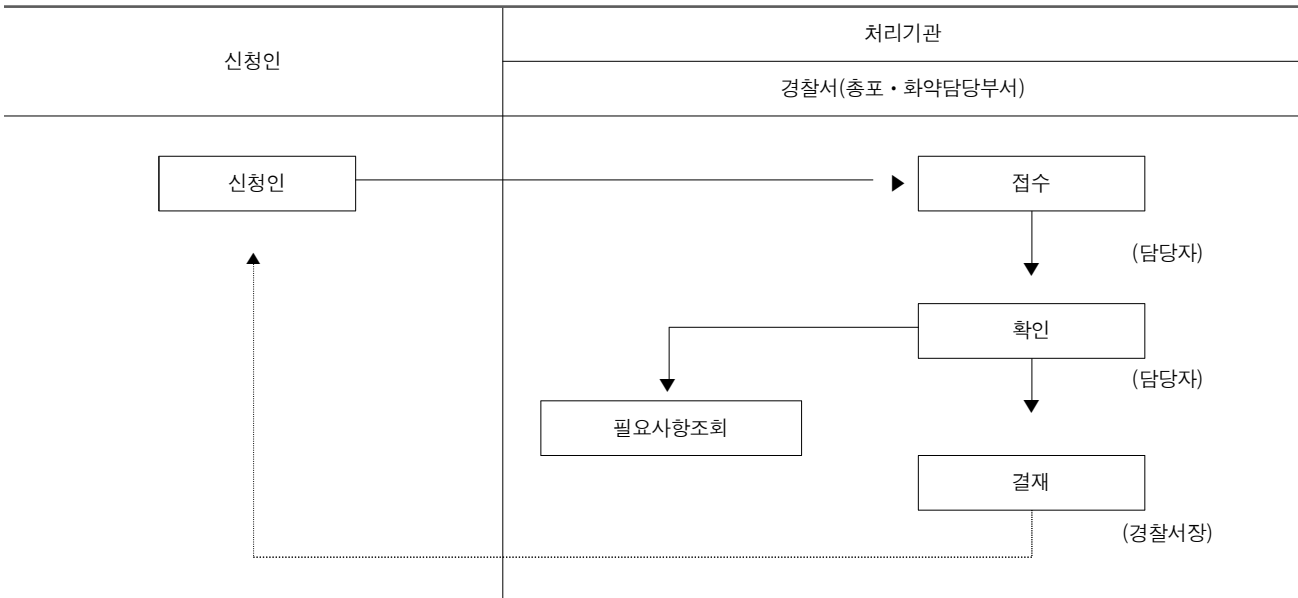 신청인
처리기관
경찰서(총포・화약담당부서)
신청인
접수
(담당자)
확인
(담당자)
필요사항조회
결재
(경찰서장)